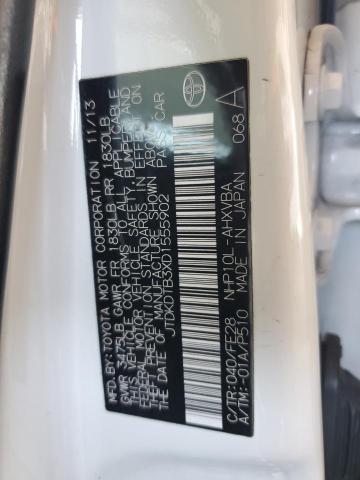 MFD.BY: TOYOTA MOTOR CORPORATION 11/13
GVWR 3475LB GAWR FTR 1830LB RR 1830LB
THIS VEHICLE CONFORMS TO ALL APPLICABLE
FEDERAL MOTOR VEHICLE SAFETY, BUMPER, AND
THEFT PREVENTION STANDARDS IN EFFECT ON
THE DATE OF MANUFACTURE SHOWN ABOVE.
JTDKDTB3XD1555902 PASS.CAR
C/TR: 040/FE28 NHP10L-AHXVBA
A/TM: -01A/P510 MADE IN JAPAN 068 A